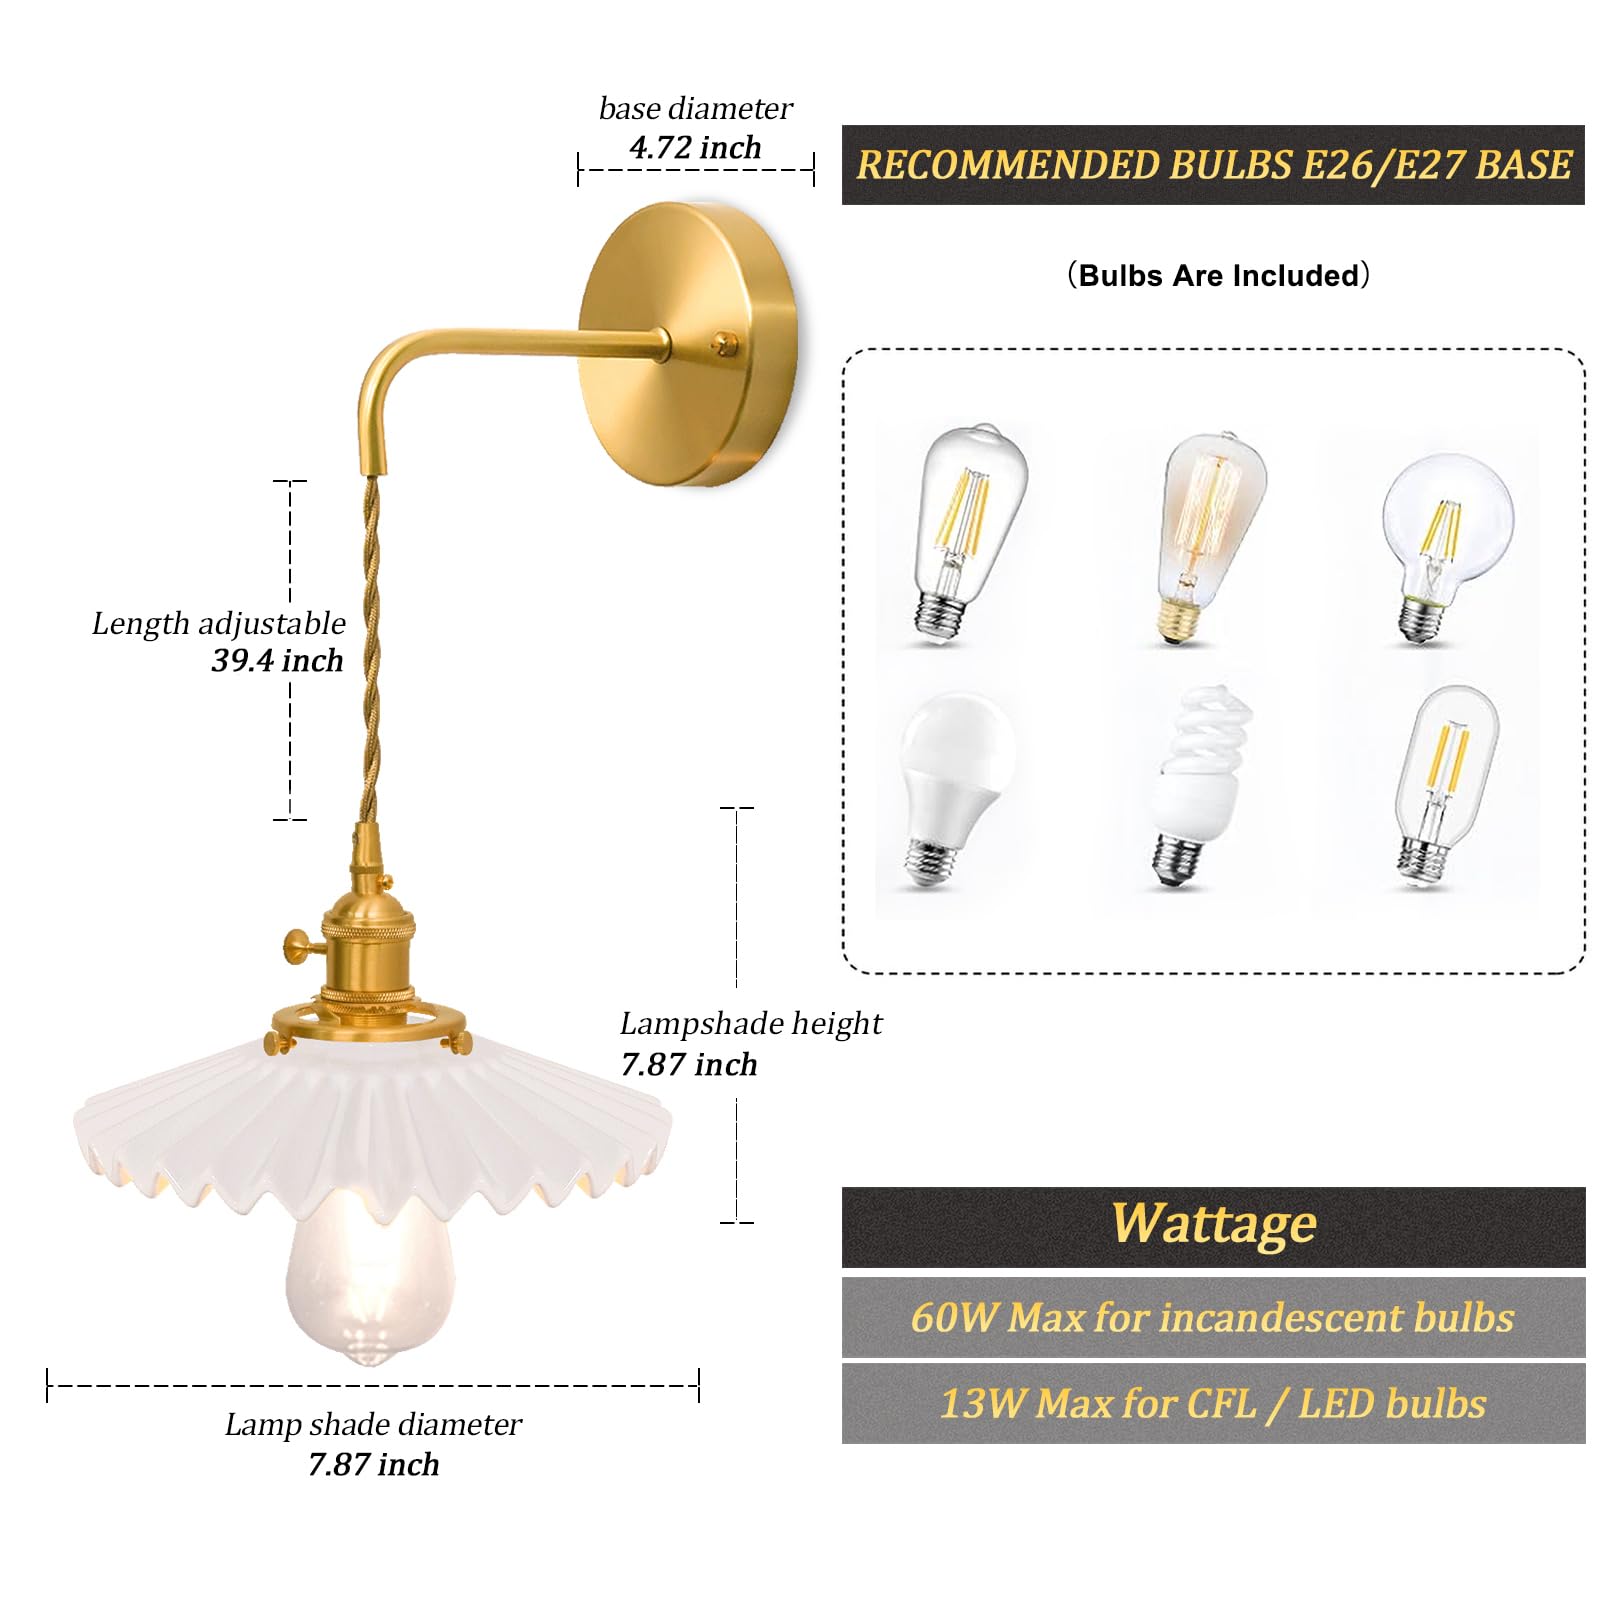 base diameter
4.72 inch
RECOMMENDED BULBS E26/E27 BASE
（Bulbs Are Included）
Length adjustable
39.4 inch
Lampshade height
7.87 inch
Wattage
60W Max for incandescent bulbs
13W Max for CFL / LED bulbs
Lamp shade diameter
7.87 inch